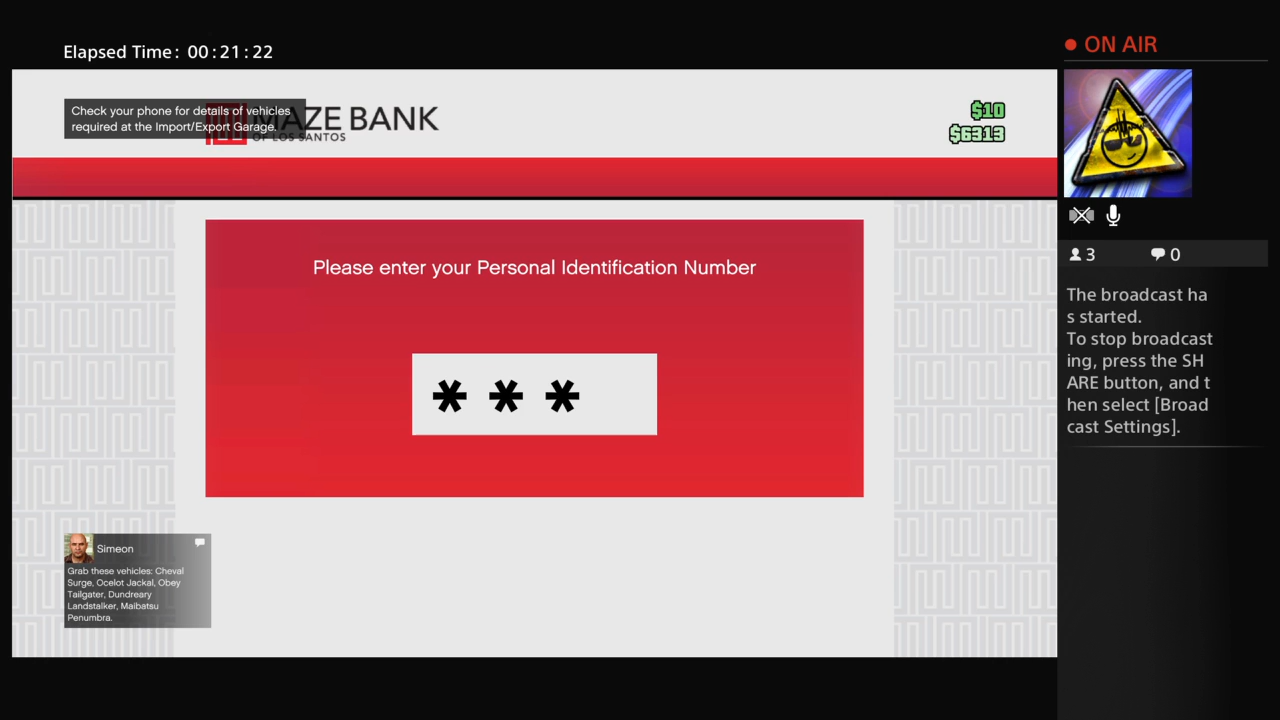 Elapsed Time: 00:21:22
ON AIR
Check your phone for details of vehicles
required at the Import/Export Garage.
MAZE BANK
OF LOS SANTOS
$10
$6313
Please enter your Personal Identification Number
* * *
3 0
The broadcast ha
s started.
To stop broadcast
ing, press the SH
ARE button, and t
hen select [Broad
cast Settings].
Simeon
Grab these vehicles: Cheval
Surge, Ocelot Jackal, Obey
Tailgater, Dundreary
Landstalker, Maibatsu
Penumbra.